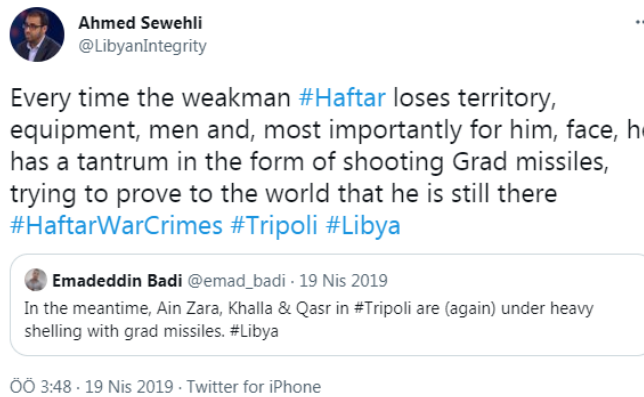 Ahmed Sewehli
@LibyanIntegrity
Every time the weakman #Haftar loses territory,
equipment, men and, most importantly for him, face, h
has a tantrum in the form of shooting Grad missiles,
trying to prove to the world that he is still there
#HaftarWarCrimes #Tripoli #Libya
Emadeddin Badi @emad_badi · 19 Nis 2019
In the meantime, Ain Zara, Khalla & Qasr in #Tripoli are (again) under heavy
shelling with grad missiles. #Libya
ÖÖ 3:48 · 19 Nis 2019 · Twitter for iPhone